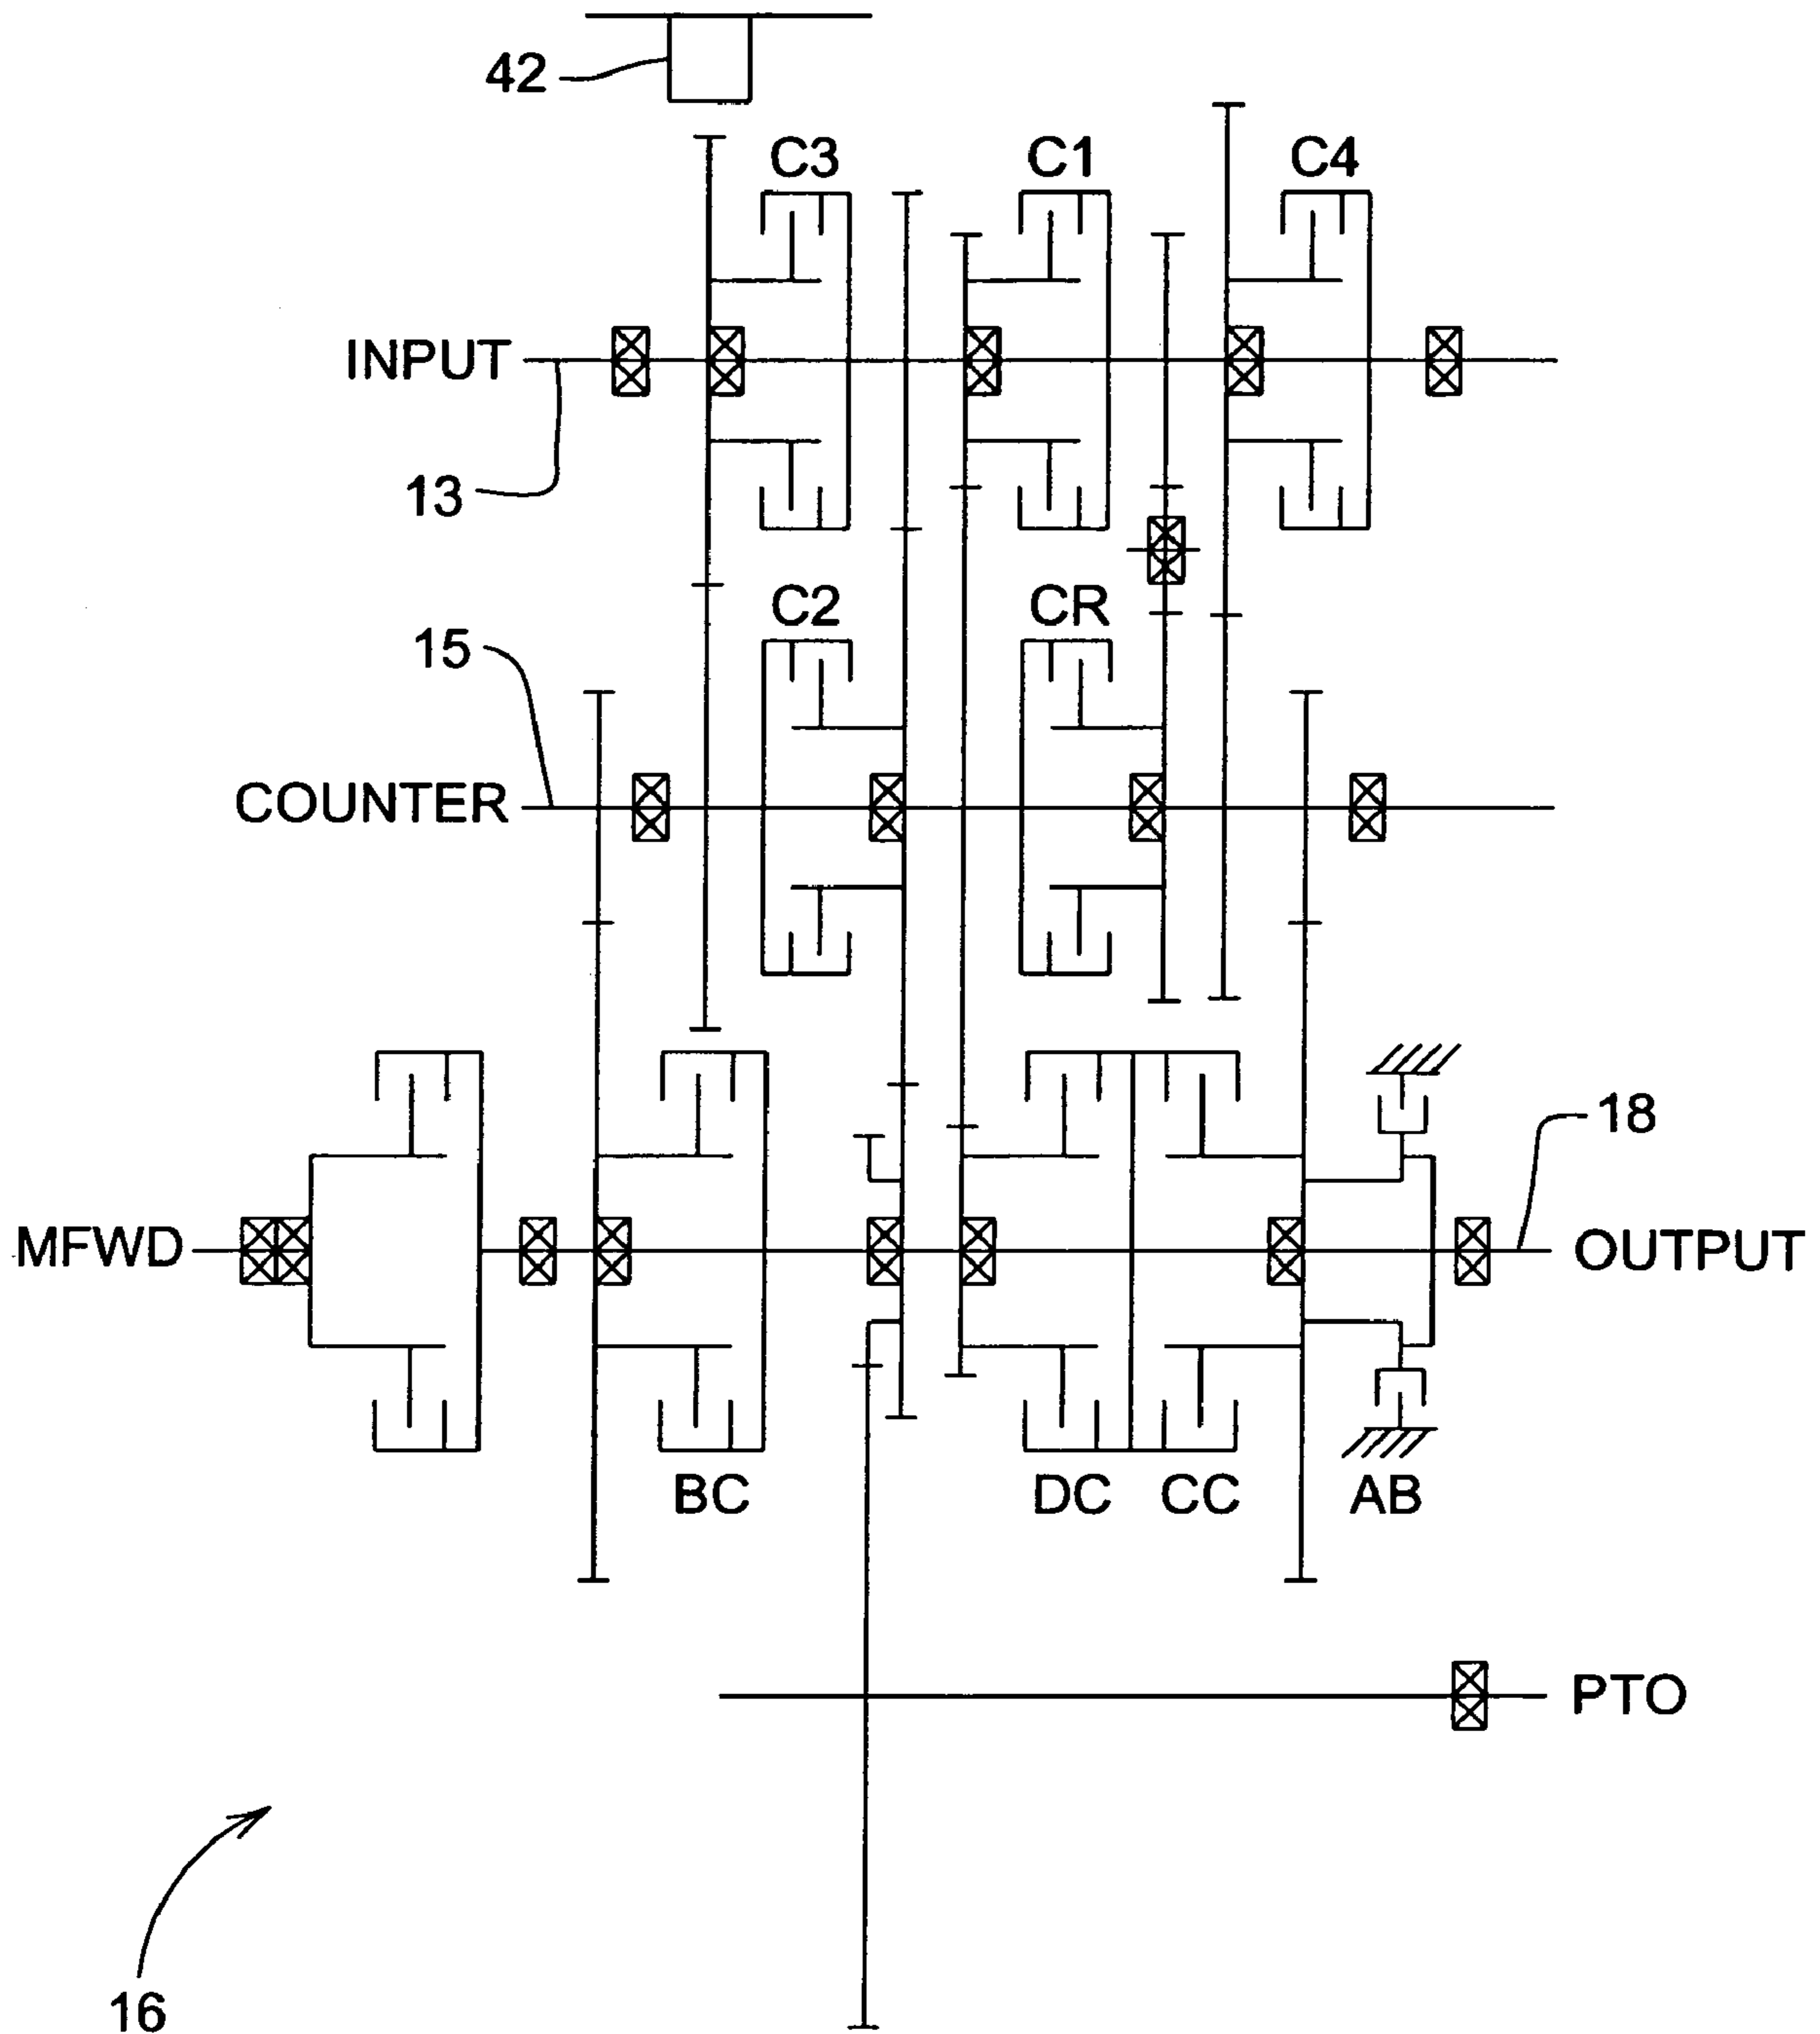 42
C3 C1 C4
INPUT
13
C2 CR
15
COUNTER
18
MFWD
OUTPUT
BC DC CC AB
PTO
16